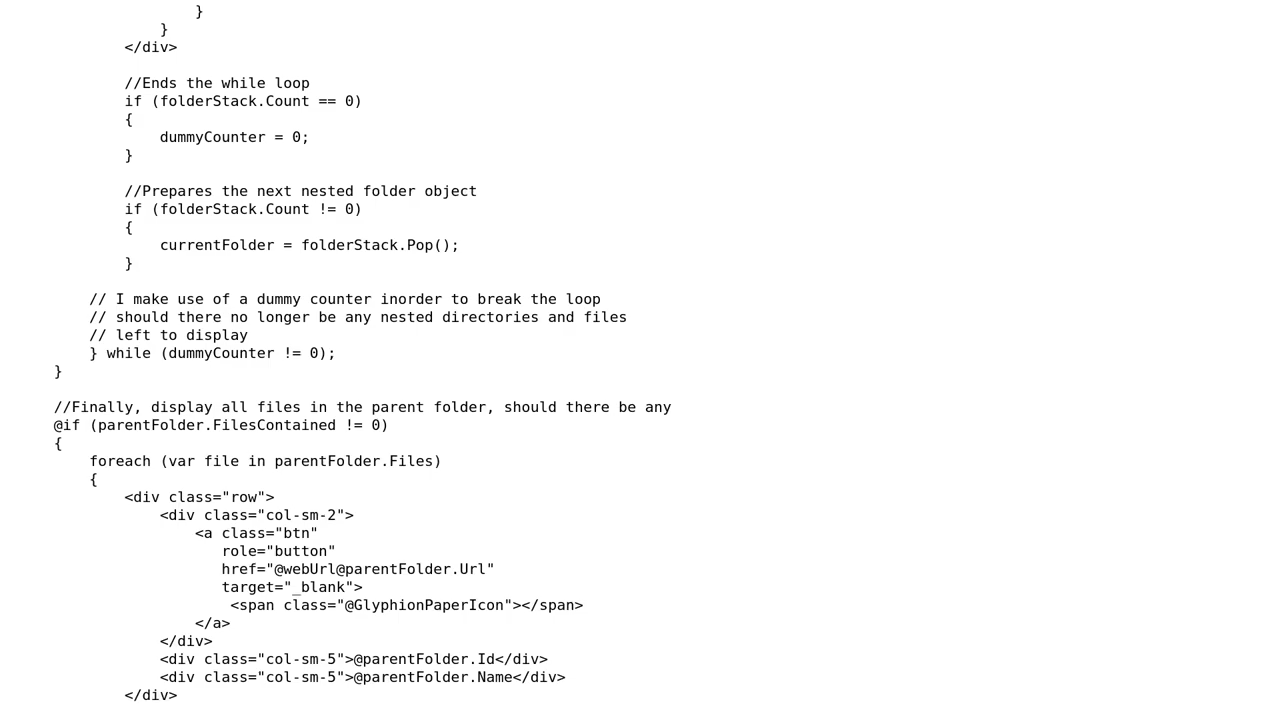 }
}
</div>
//Ends the while loop
if (folderStack.Count == 0)
{
dummyCounter = 0;
}
//Prepares the next nested folder object
if (folderStack.Count != 0)
{
currentFolder = folderStack.Pop();
}
// I make use of a dummy counter inorder to break the loop
// should there no longer be any nested directories and files
// left to display
} while (dummyCounter != 0);
}
//Finally, display all files in the parent folder, should there be any
@if (parentFolder.FilesContained != 0)
{
foreach (var file in parentFolder.Files)
{
<div class="row">
<div class="col-sm-2">
<a class="btn"
role="button"
href="@webUrl@parentFolder.Url"
target="_blank">
<span class="@GlyphionPaperIcon"></span>
</a>
</div>
<div class="col-sm-5">@parentFolder.Id</div>
<div class="col-sm-5">@parentFolder.Name</div>
</div>